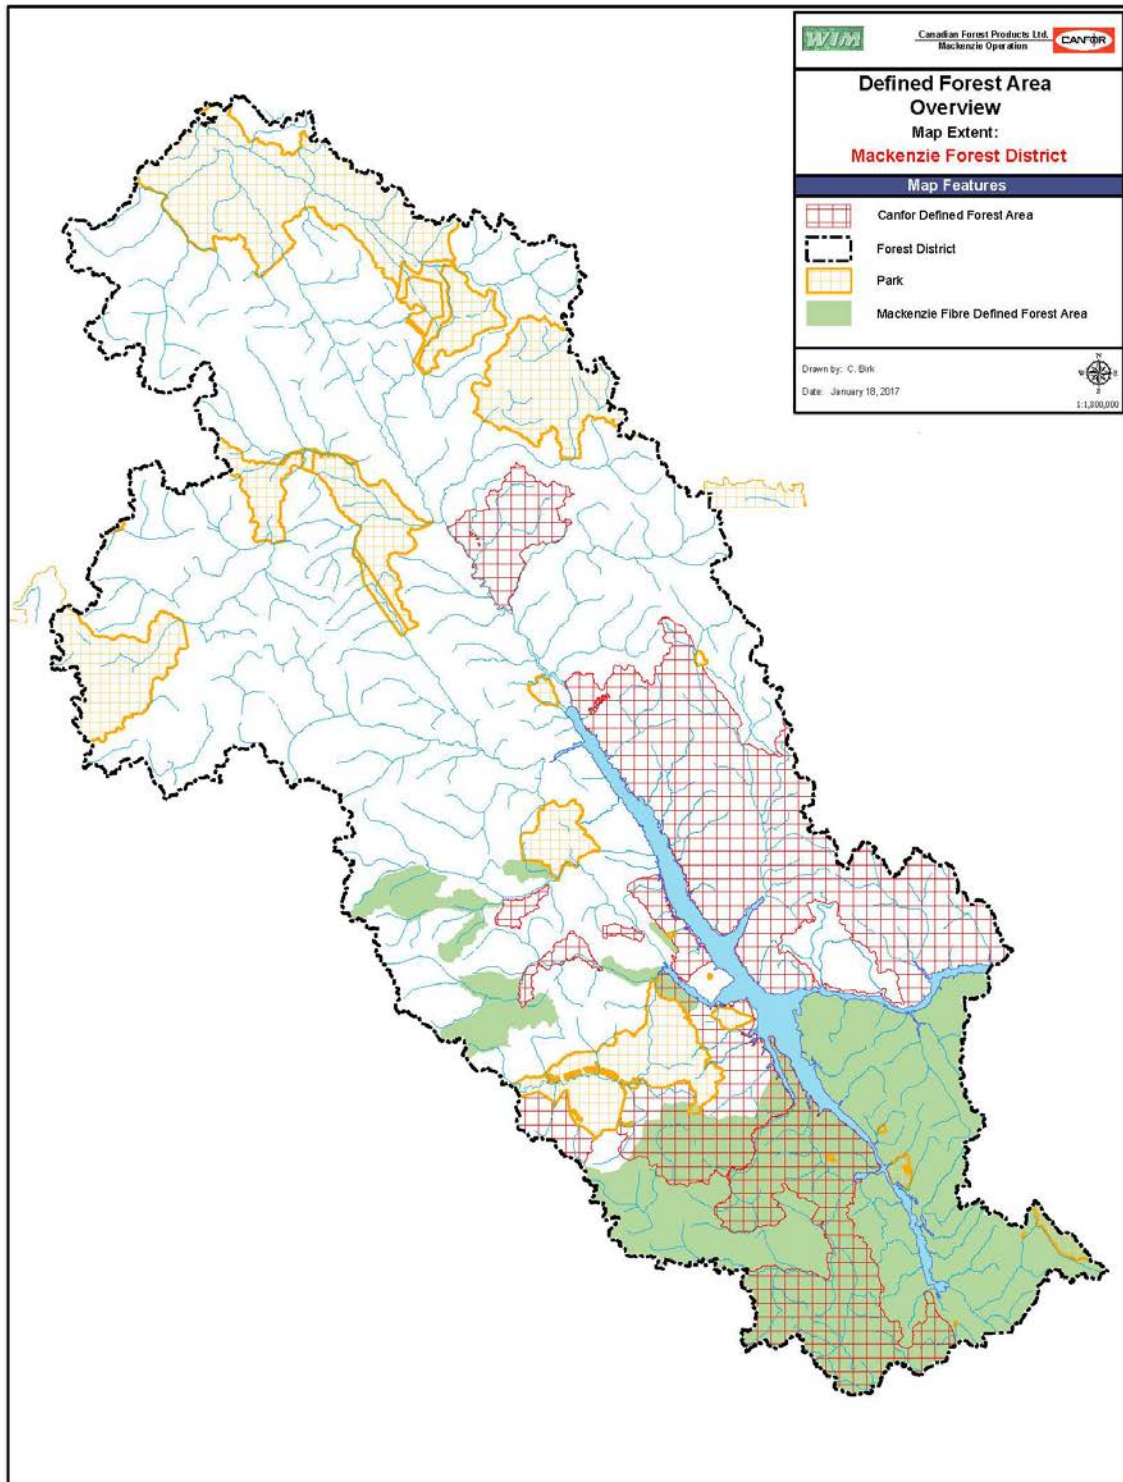 WIM
Canadian Forest Products Ltd.
Mackenzie Operation
CANFOR
Defined Forest Area
Overview
Map Extent:
Mackenzie Forest District
Map Features
Canfor Defined Forest Area
Forest District
Park
Mackenzie Fibre Defined Forest Area
Drawn by: C. Birk
Date: January 18, 2017
N
W E
S
1:1,800,000